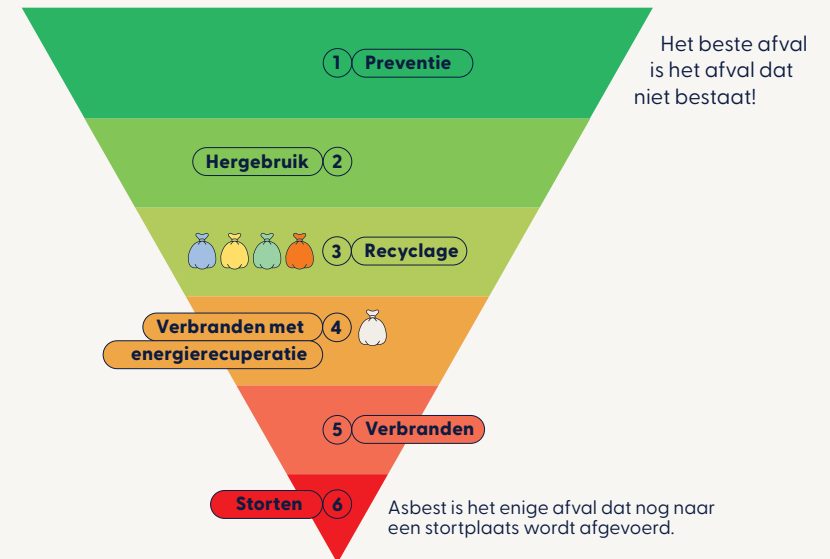 1 Preventie
Het beste afval
is het afval dat
niet bestaat!
Hergebruik 2
3 Recyclage
Verbranden met 4
energierecuperatie
5 Verbranden
Storten 6
Asbest is het enige afval dat nog naar
een stortplaats wordt afgevoerd.